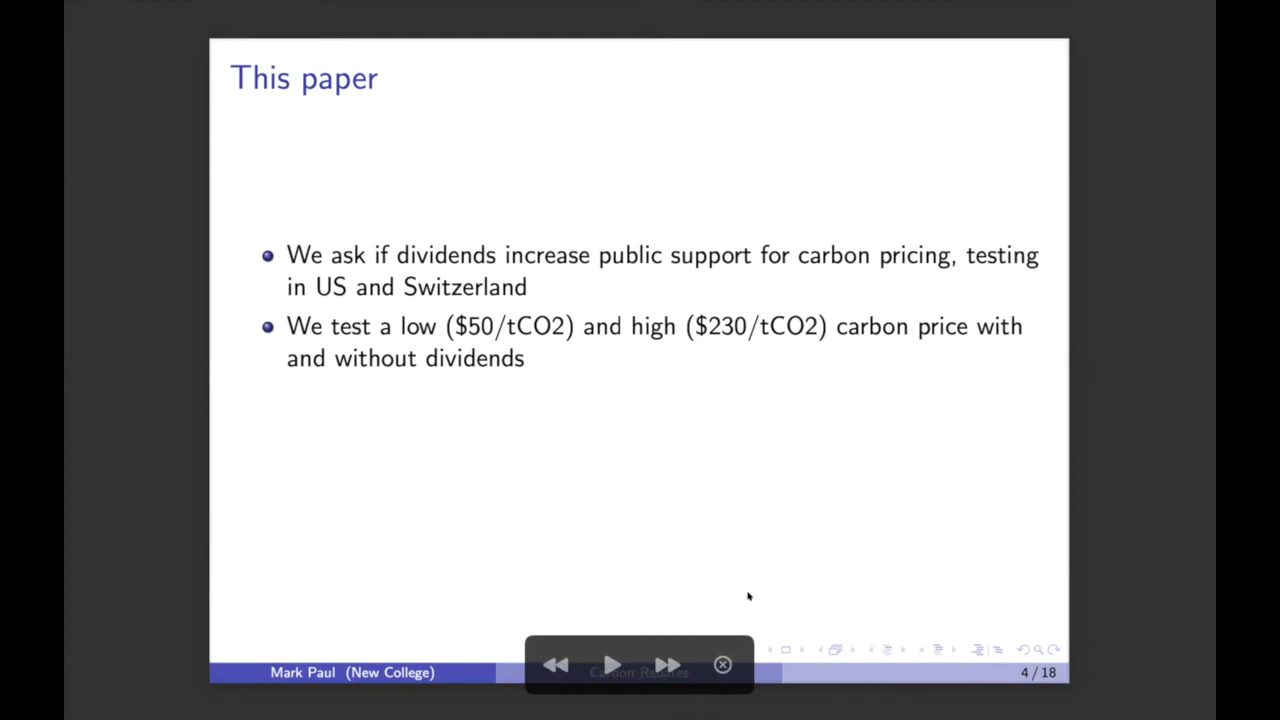 This paper
We ask if dividends increase public support for carbon pricing, testing
in US and Switzerland
We test a low ($50/tCO2) and high ($230/tCO2) carbon price with
and without dividends
Mark Paul (New College)
Carbon Rebates
4 / 18